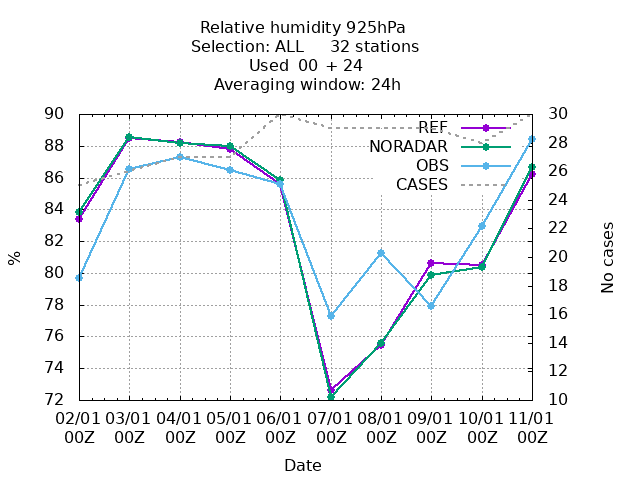 Relative humidity 925hPa
Selection: ALL 32 stations
Used 00 + 24
Averaging window: 24h
90 30
88 28
86 26
84 24
82 22
80 20
78 18
76 16
74 14
72 12
10
REF
NORADAR
OBS
CASES
%
No cases
02/01 03/01 04/01 05/01 06/01 07/01 08/01 09/01 10/01 11/01
00Z 00Z 00Z 00Z 00Z 00Z 00Z 00Z 00Z 00Z
Date